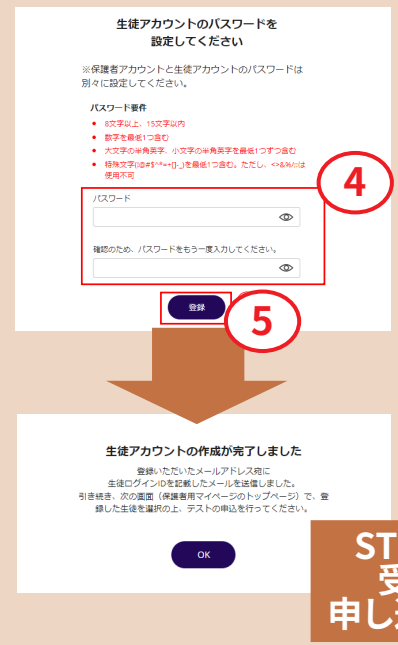 生徒アカウントのパスワードを
設定してください
※保護者アカウントと生徒アカウントのパスワードは
別々に設定してください。
パスワード要件
● 8文字以上、15文字以内
● 数字を最低1つ含む
● 大文字の半角英字、小文字の半角英字を最低1つずつ含む
● 特殊文字(!@#$^*=+[]-_)を最低1つ含む。ただし、<>&%/:;は
使用不可
パスワード
4
確認のため、パスワードをもう一度入力してください。
登録
5
生徒アカウントの作成が完了しました
登録いただいたメールアドレス宛に
生徒ログインIDを記載したメールを送信しました。
引き続き、次の画面（保護者用マイページのトップページ）で、登
録した生徒を選択の上、テストの申込を行ってください。
OK
ST
受
申し